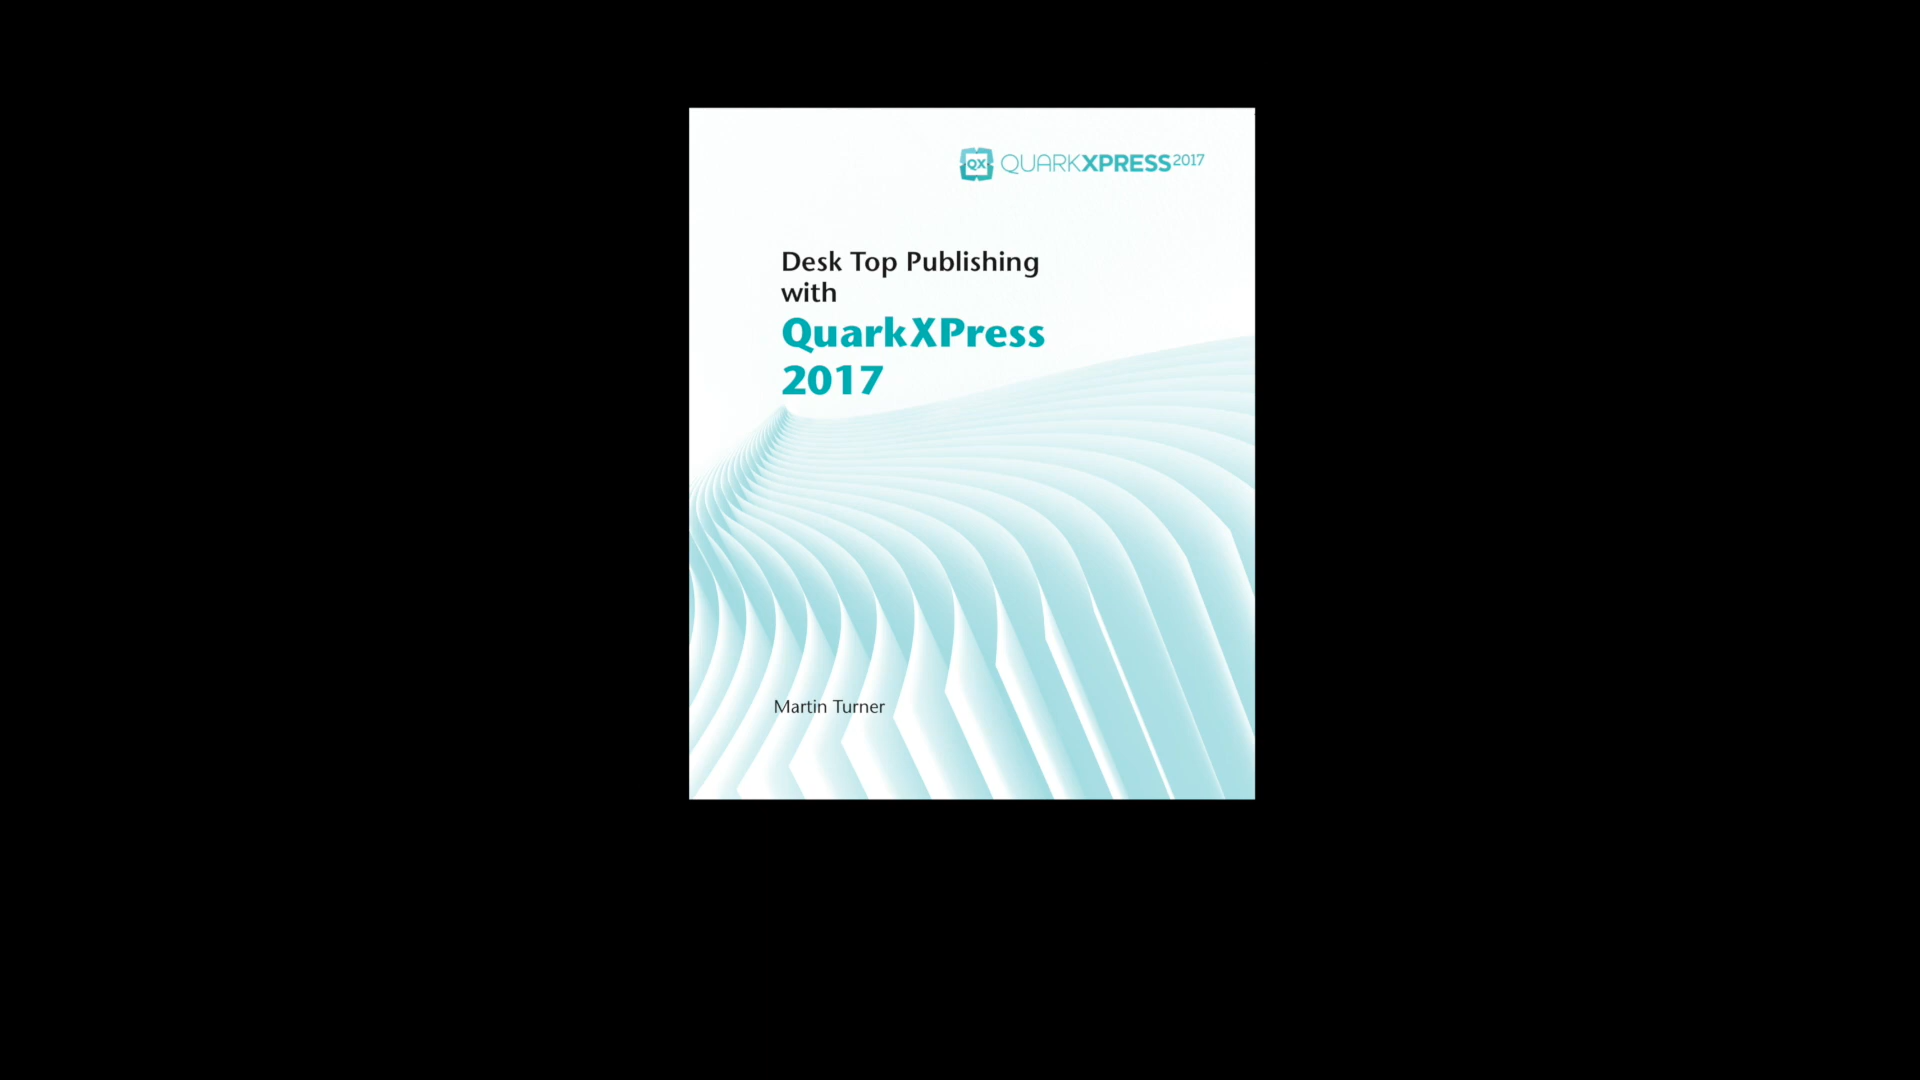 QX QUARKXPRESS2017
Desk Top Publishing
with
QuarkXPress
2017
Martin Turner